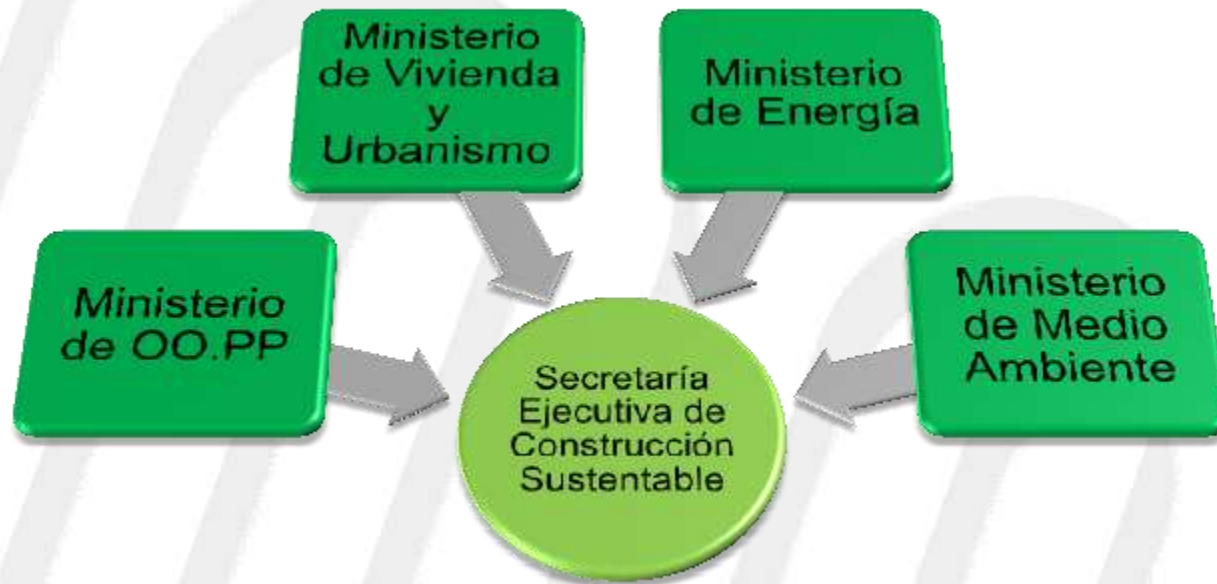 Ministerio
de Vivienda
y
Urbanismo
Ministerio
de Energía
Ministerio
de OO.PP
Ministerio
de Medio
Ambiente
Secretaría
Ejecutiva de
Construcción
Sustentable